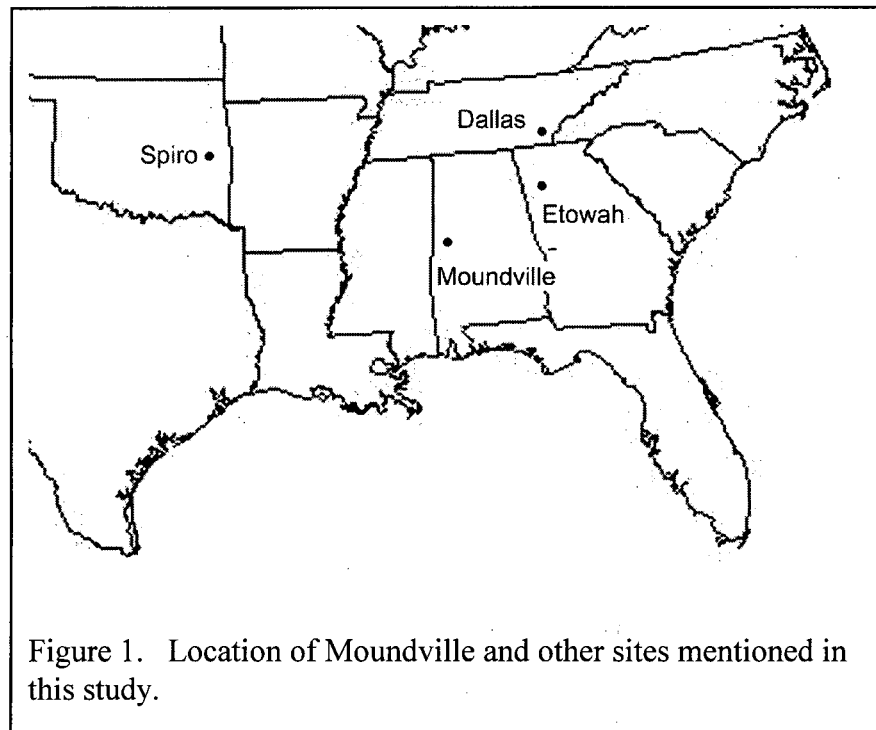 Dallas
Spiro
Etowah
Moundville
Figure 1. Location of Moundville and other sites mentioned in
this study.